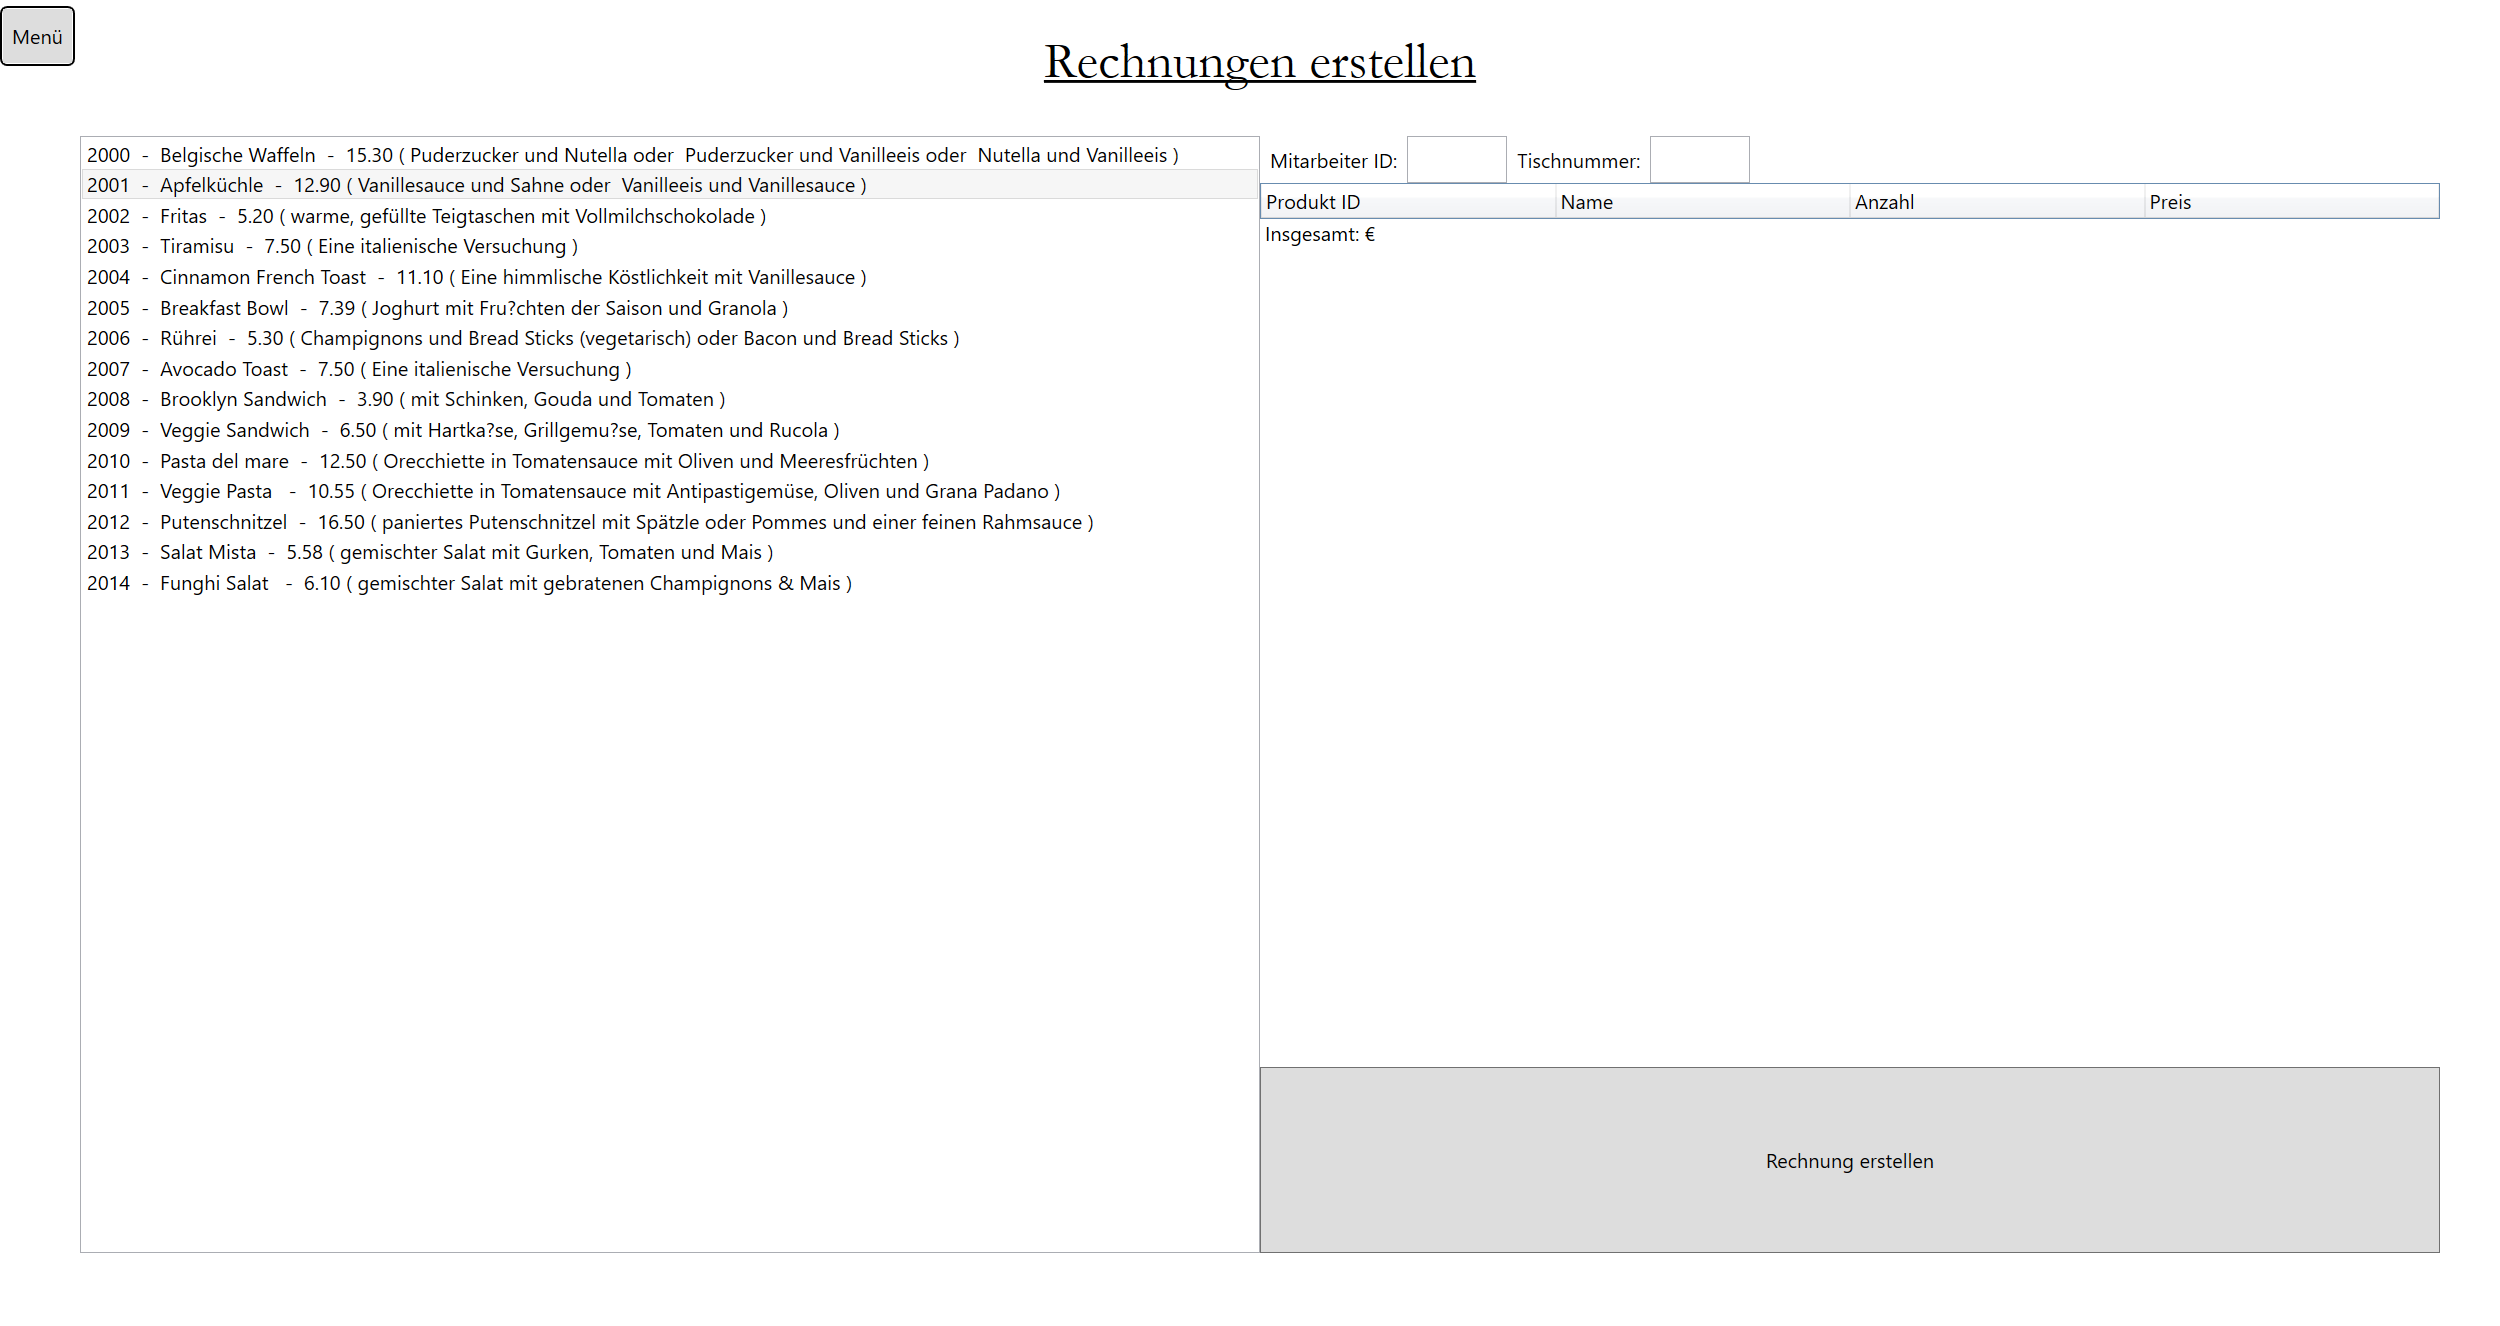 Menü
Rechnungen erstellen
2000 - Belgische Waffeln - 15.30 ( Puderzucker und Nutella oder Puderzucker und Vanilleeis oder Nutella und Vanilleeis )
2001 - Apfelküchle - 12.90 ( Vanillesauce und Sahne oder Vanilleeis und Vanillesauce )
2002 - Fritas - 5.20 ( warme, gefüllte Teigtaschen mit Vollmilchschokolade )
2003 - Tiramisu - 7.50 ( Eine italienische Versuchung )
2004 - Cinnamon French Toast - 11.10 ( Eine himmlische Köstlichkeit mit Vanillesauce )
2005 - Breakfast Bowl - 7.39 ( Joghurt mit Fru?chten der Saison und Granola )
2006 - Rührei - 5.30 ( Champignons und Bread Sticks (vegetarisch) oder Bacon und Bread Sticks )
2007 - Avocado Toast - 7.50 ( Eine italienische Versuchung )
2008 - Brooklyn Sandwich - 3.90 ( mit Schinken, Gouda und Tomaten )
2009 - Veggie Sandwich - 6.50 ( mit Hartka?se, Grillgemu?se, Tomaten und Rucola )
2010 - Pasta del mare - 12.50 ( Orecchiette in Tomatensauce mit Oliven und Meeresfrüchten )
2011 - Veggie Pasta - 10.55 ( Orecchiette in Tomatensauce mit Antipastigemüse, Oliven und Grana Padano )
2012 - Putenschnitzel - 16.50 ( paniertes Putenschnitzel mit Spätzle oder Pommes und einer feinen Rahmsauce )
2013 - Salat Mista - 5.58 ( gemischter Salat mit Gurken, Tomaten und Mais )
2014 - Funghi Salat - 6.10 ( gemischter Salat mit gebratenen Champignons & Mais )
Mitarbeiter ID: Tischnummer:
Produkt ID Name Anzahl Preis
Insgesamt: €
Rechnung erstellen